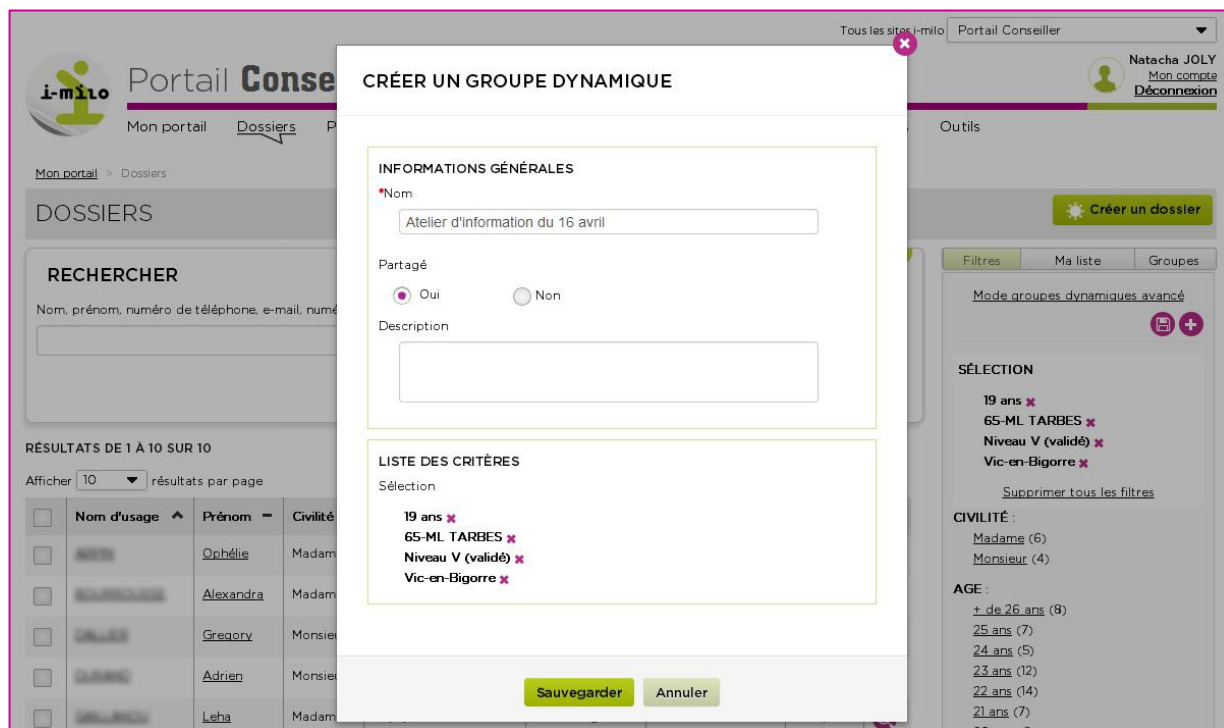 Tous les sites i-milo Portail Conseiller
i-milo
Portail Conse
Natacha JOLY
Mon compte
Déconnexion
Mon portail Dossiers P
Outils
Mon portail > Dossiers
DOSSIERS
Créer un dossier
RECHERCHER
Nom, prénom, numéro de téléphone, e-mail, numé
RÉSULTATS DE 1 À 10 SUR 10
Afficher 10 résultats par page
Nom d'usage Prénom Civilité
Ophélie Madam
Alexandra Madam
Gregory Monsieu
Adrien Monsieu
Leha Madam
CRÉER UN GROUPE DYNAMIQUE
INFORMATIONS GÉNÉRALES
*Nom
Atelier d'information du 16 avril
Partagé
Oui Non
Description
LISTE DES CRITÈRES
Sélection
19 ans
65-ML TARBES
Niveau V (validé)
Vic-en-Bigorre
Sauvegarder Annuler
Filtres Ma liste Groupes
Mode groupes dynamiques avancé
SÉLECTION
19 ans
65-ML TARBES
Niveau V (validé)
Vic-en-Bigorre
Supprimer tous les filtres
CIVILITÉ :
Madame (6)
Monsieur (4)
AGE :
+ de 26 ans (8)
25 ans (7)
24 ans (5)
23 ans (12)
22 ans (14)
21 ans (7)